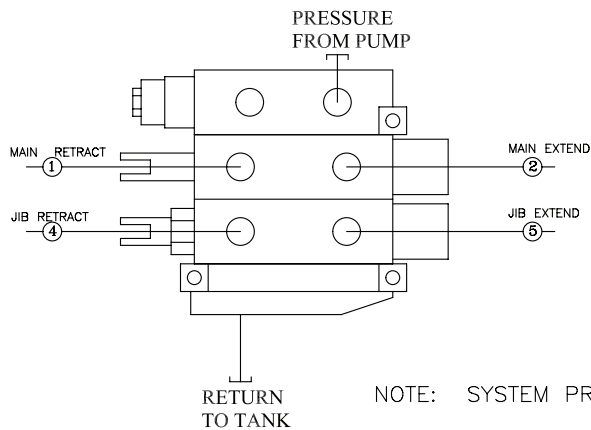 PRESSURE
FROM PUMP
MAIN RETRACT
1
MAIN EXTEND
2
JIB RETRACT
4
JIB EXTEND
5
RETURN
TO TANK
NOTE: SYSTEM PR